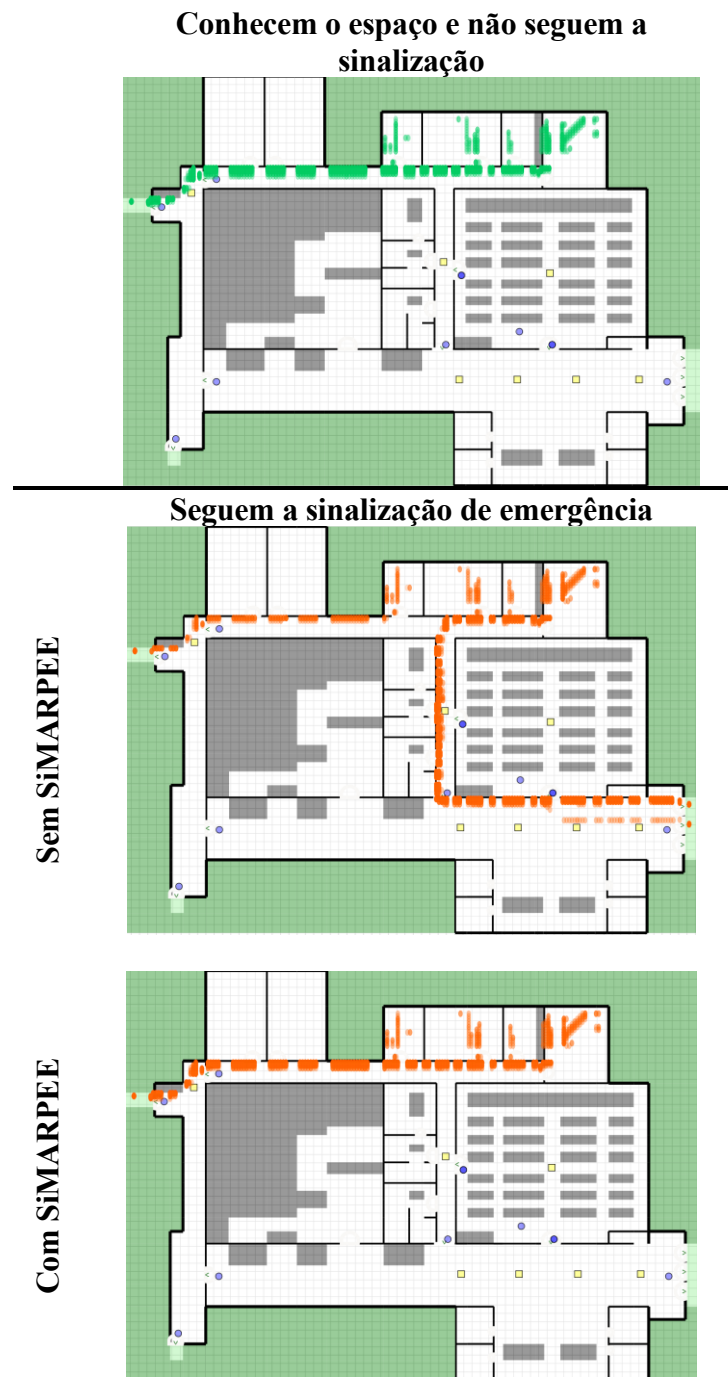 Conhecem o espaço e não seguem a
sinalização
Seguem a sinalização de emergência
Sem SiMARPEE
Com SiMARPEE